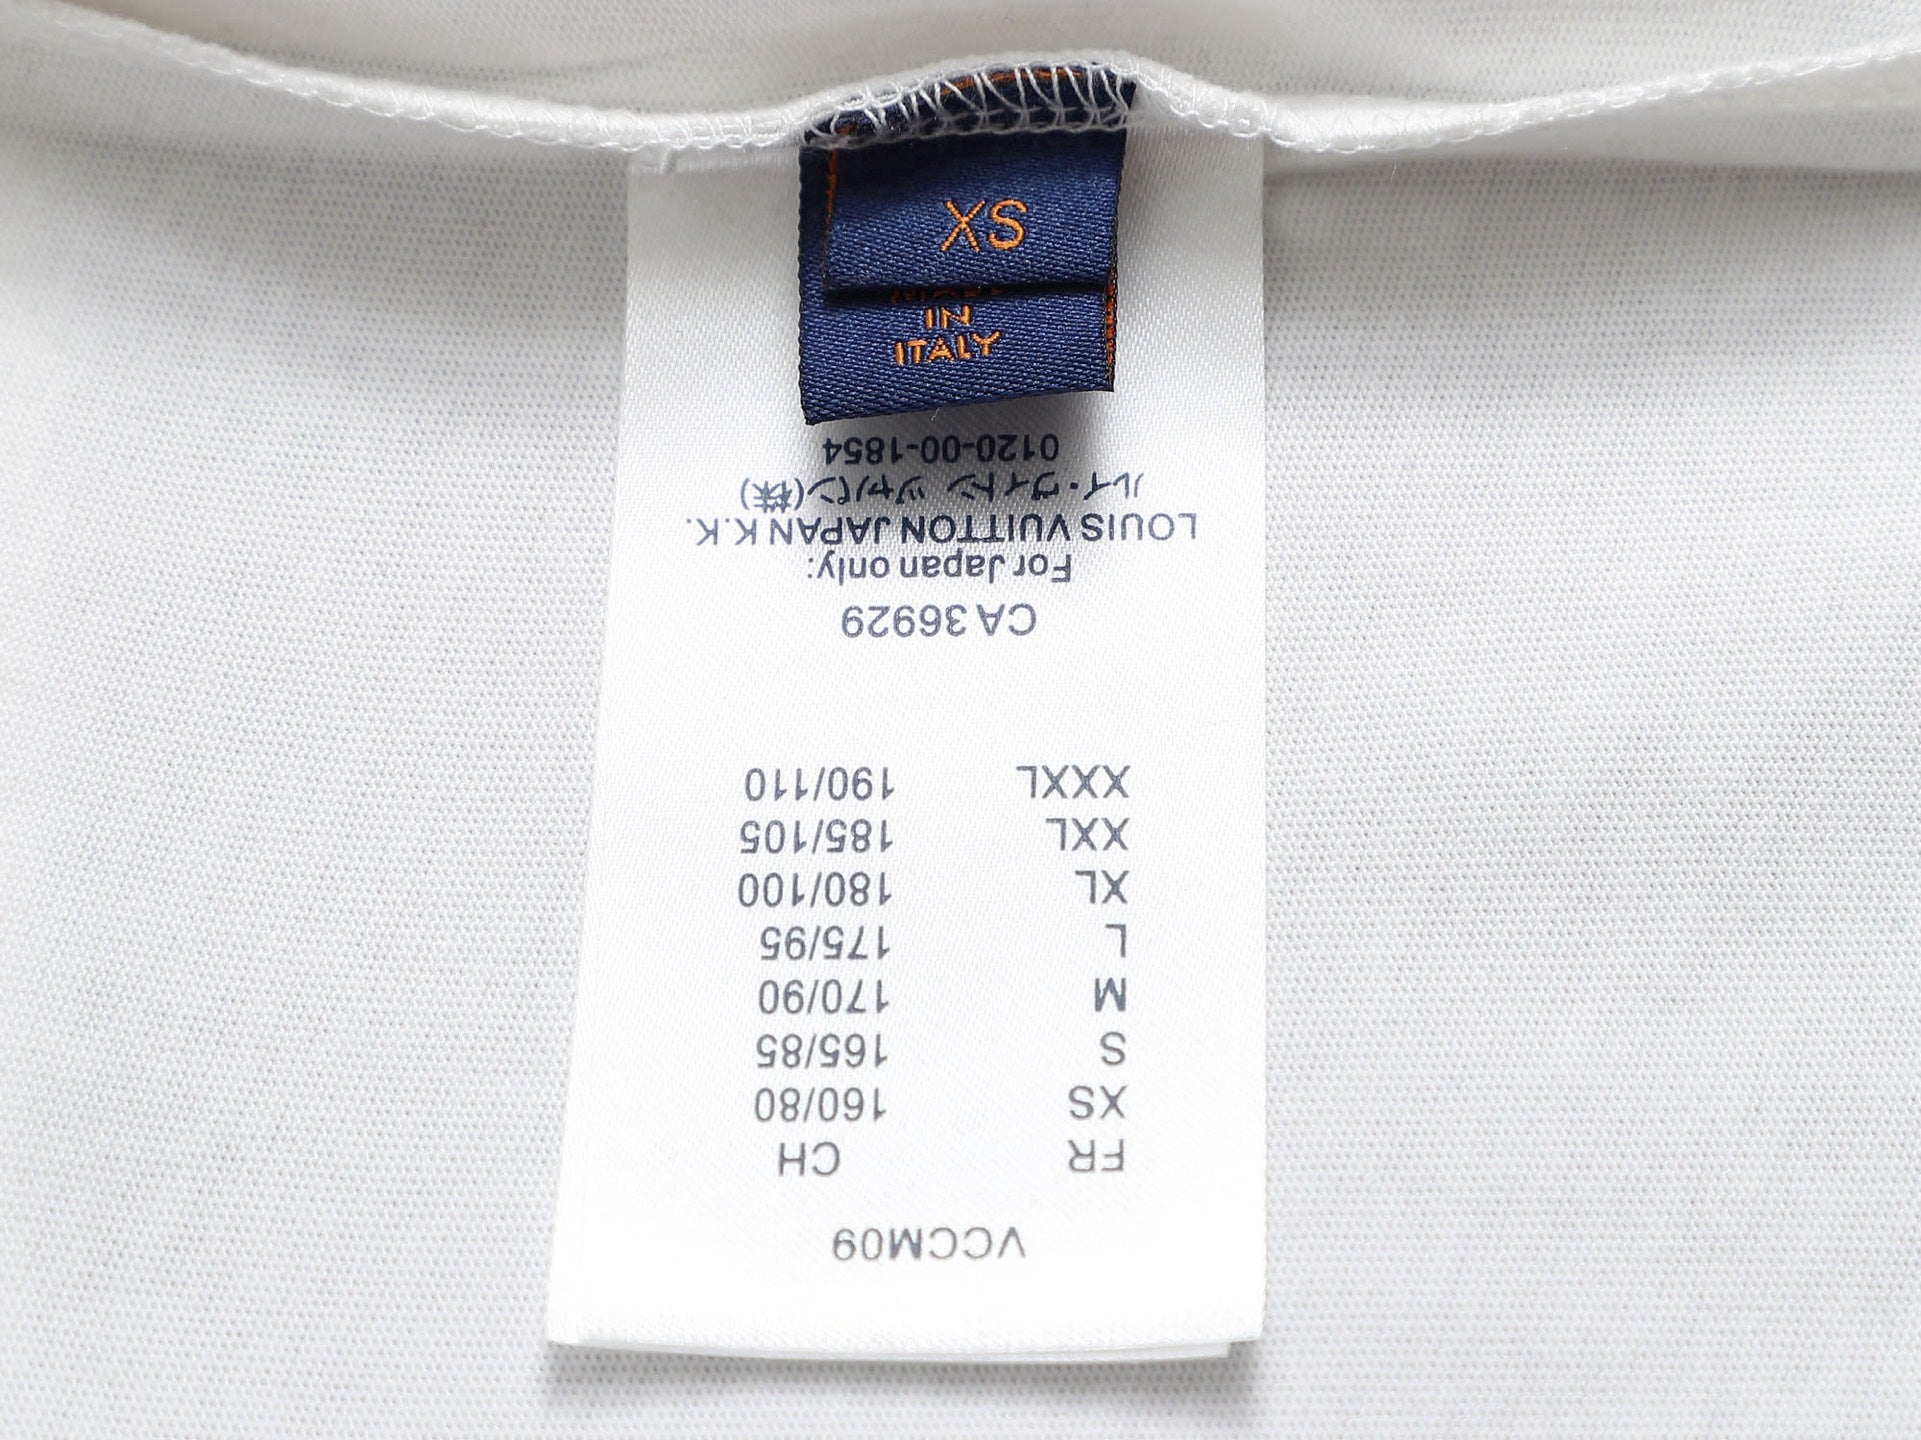 XS
IN
ITALY
VCCM09
FR CH
XS 160/80
S 165/85
M 170/90
L 175/95
XL 180/100
XXL 185/105
XXXL 190/110
CA 36929
For Japan only:
LOUIS VUITTON JAPAN K.K.
ルイ・ヴィトン ジャパン(株)
0120-00-1854